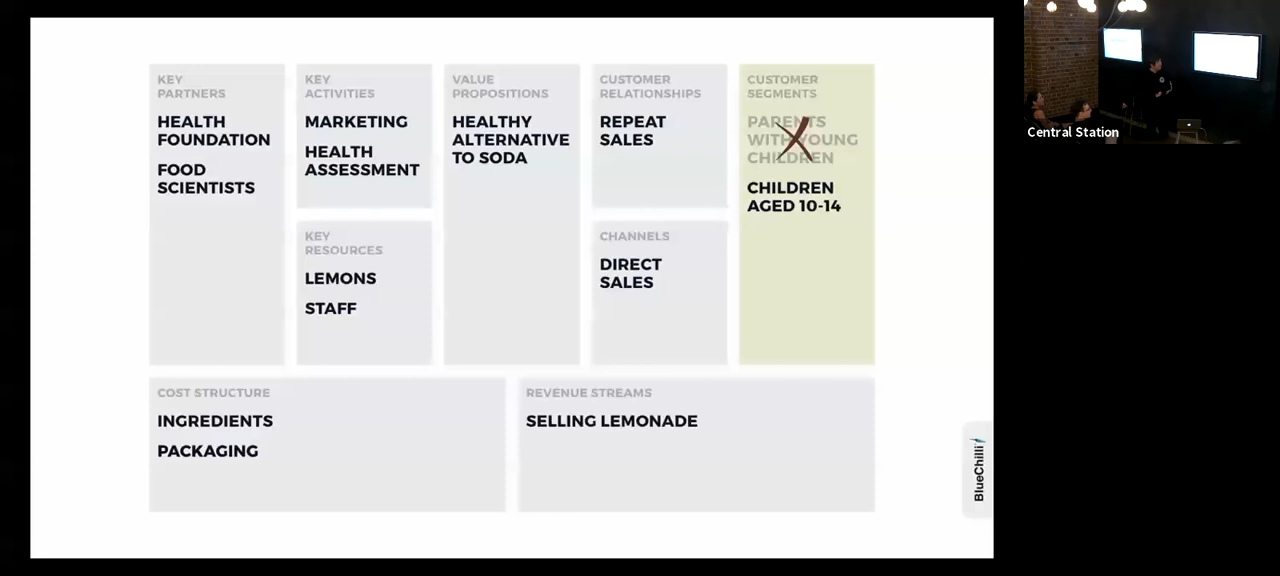 KEY
PARTNERS
HEALTH
FOUNDATION
FOOD
SCIENTISTS
KEY
ACTIVITIES
MARKETING
HEALTH
ASSESSMENT
KEY
RESOURCES
LEMONS
STAFF
VALUE
PROPOSITIONS
HEALTHY
ALTERNATIVE
TO SODA
CUSTOMER
RELATIONSHIPS
REPEAT
SALES
CHANNELS
DIRECT
SALES
CUSTOMER
SEGMENTS
PARENTS
WITH YOUNG
CHILDREN
CHILDREN
AGED 10-14
COST STRUCTURE
INGREDIENTS
PACKAGING
REVENUE STREAMS
SELLING LEMONADE
BlueChilli
Central Station